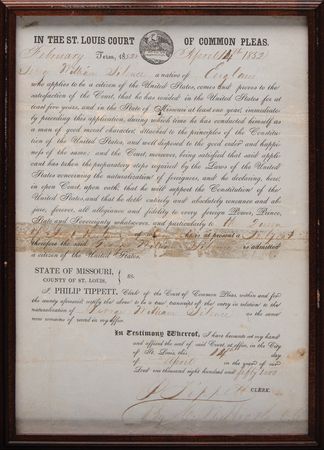 IN THE ST. LOUIS COURT OF COMMON PLEAS.
February Term, 1852 April 14th 1852
William a native of England
who applies to be a citizen of the United States, comes and proves to the
satisfaction of the Court, that he has resided in the United States for at
least five years, and in the State of Missouri at least one year, immediately
preceding this application, during which time he has conducted himself as
a man of good moral character, attached to the principles of the Constitu-
tion of the United States, and well disposed to the good order and happi-
ness of the same; and the Court, moreover, being satisfied that said appli-
cant has taken the preparatory steps required by the Laws of the United
States concerning the naturalization of foreigners, and he declaring here,
in open Court, upon oath, that he will support the Constitution of the
United States, and that he doth entirely and absolutely renounce and ab-
jure, forever, all allegiance and fidelity to every foreign Power, Prince,
State and Sovereignty whatsoever, and particularly to
of
therefore the said William is admitted
a citizen of the United States.
STATE OF MISSOURI,
COUNTY OF ST. LOUIS, } ss.
I, PHILIP TIPPETT, Clerk of the Court of Common Pleas, within and for
the county aforesaid certify the above to be a true transcript of the entry in relation to the
naturalization of William as the same
now remains of record in my office.
In Testimony Whereof, I have hereunto set my hand
and affixed the seal of said Court, at office, in the City
of St. Louis, this 14th day
of April in the year of our
Lord one thousand eight hundred and fifty two
CLERK.